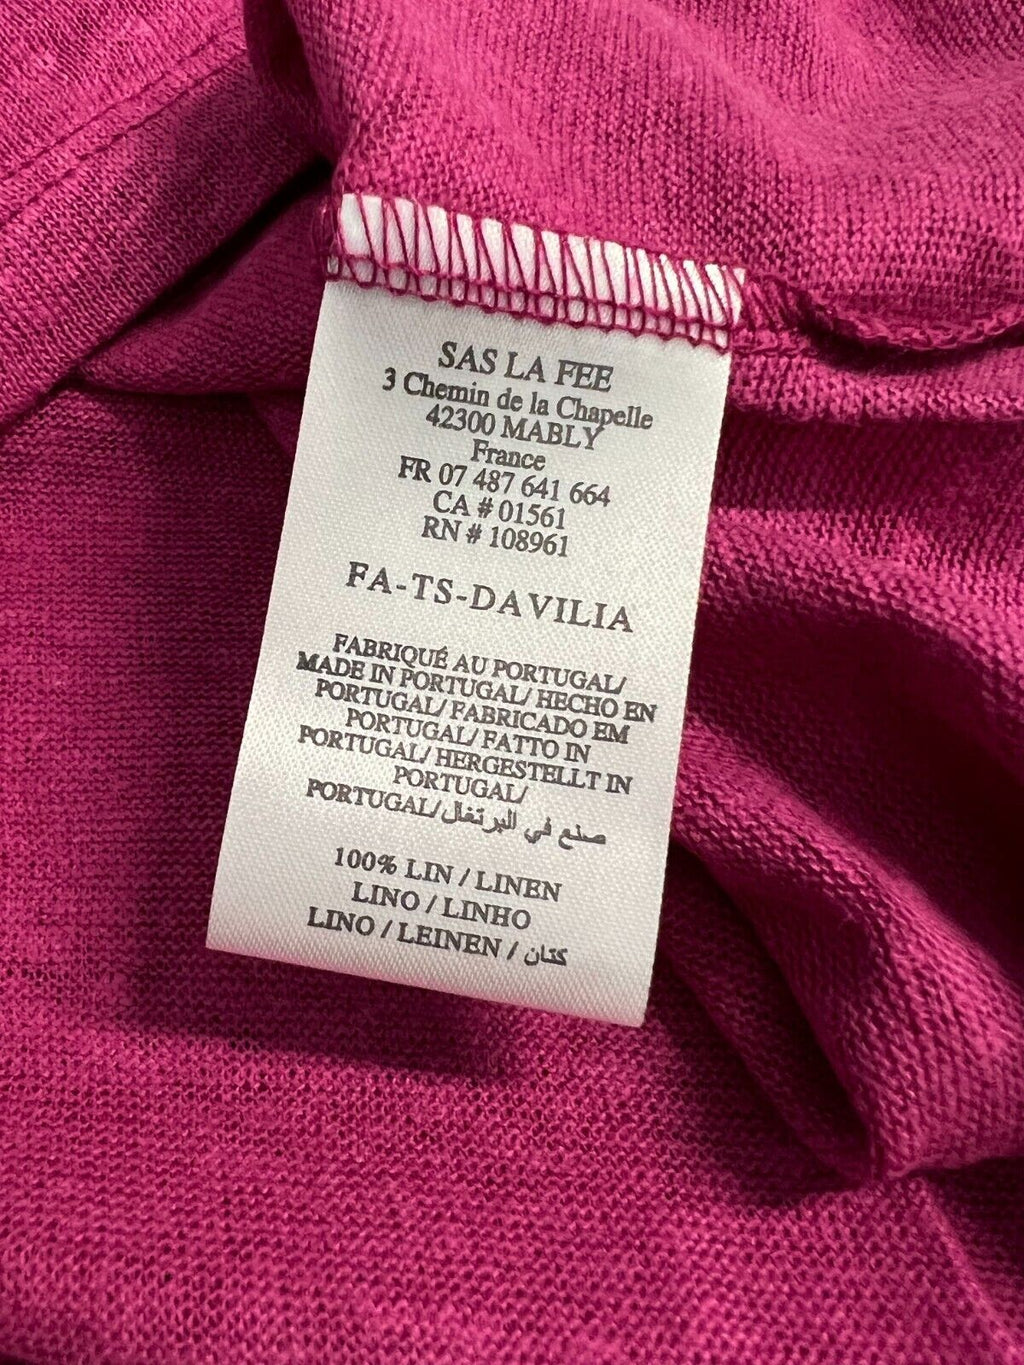 SAS LA FEE
3 Chemin de la Chapelle
42300 MABLY
France
FR 07 487 641 664
CA # 01561
RN # 108961
FA-TS-DAVILIA
FABRIQUÉ AU PORTUGAL/
MADE IN PORTUGAL/ HECHO EN
PORTUGAL/ FABRICADO EM
PORTUGAL/ FATTO IN
PORTUGAL/ HERGESTELLT IN
PORTUGAL/
PORTUGAL/صنع في البرتغال
100% LIN / LINEN
LINO / LINHO
LINO / LEINEN / كتان